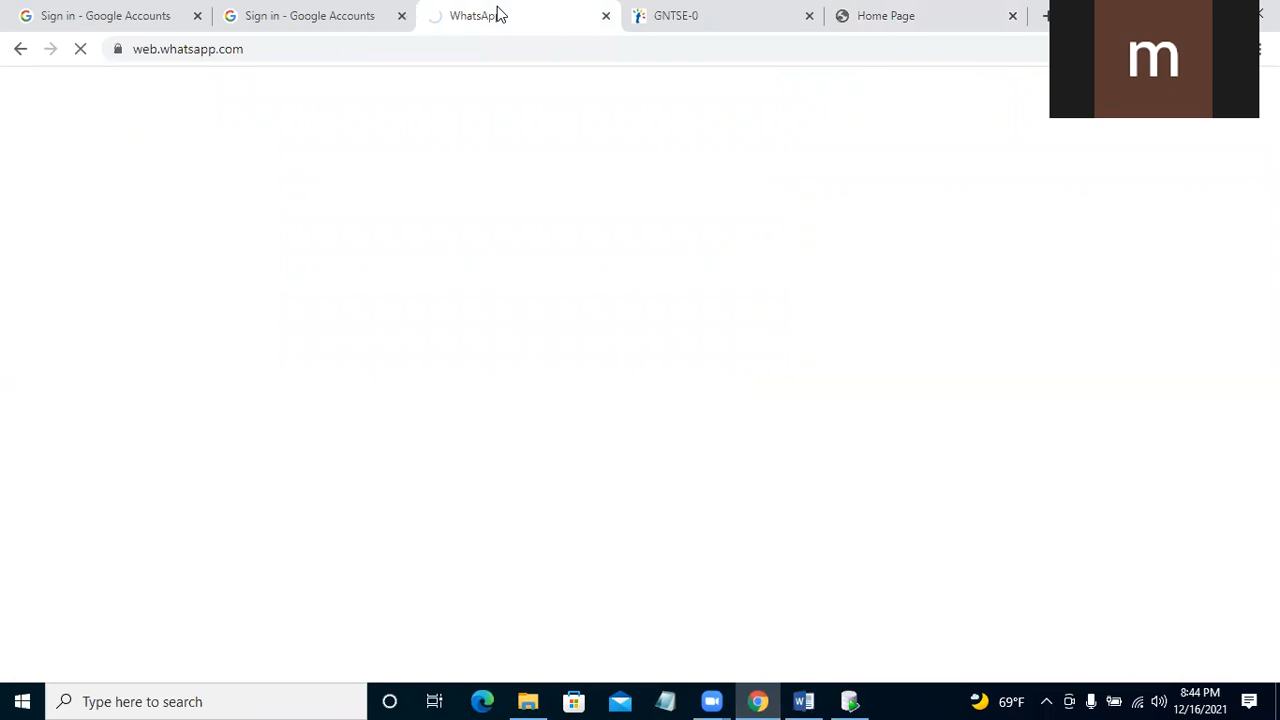 Sign in - Google Accounts
Sign in - Google Accounts
WhatsApp
GNTSE-0
Home Page
web.whatsapp.com
m
Type here to search
69°F
8:44 PM
12/16/2021